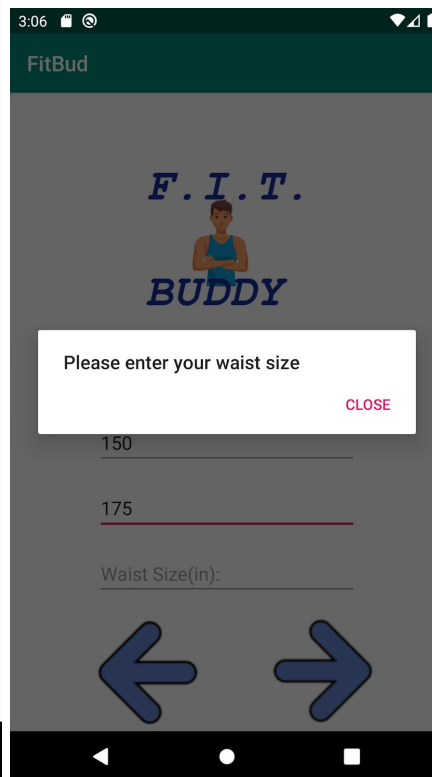 3:06
FitBud
F.I.T.
BUDDY
Please enter your waist size
CLOSE
150
175
Waist Size(in):